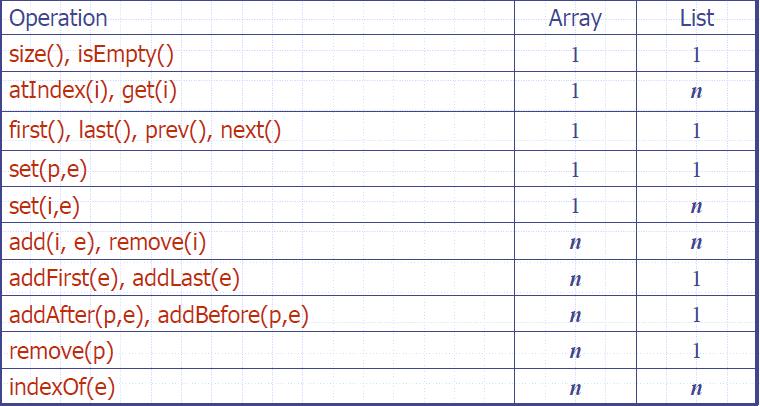 Operation Array List
size(), isEmpty() 1 1
atIndex(i), get(i) 1 n
first(), last(), prev(), next() 1 1
set(p,e) 1 1
set(i,e) 1 n
add(i, e), remove(i) n n
addFirst(e), addLast(e) n 1
addAfter(p,e), addBefore(p,e) n 1
remove(p) n 1
indexOf(e) n n